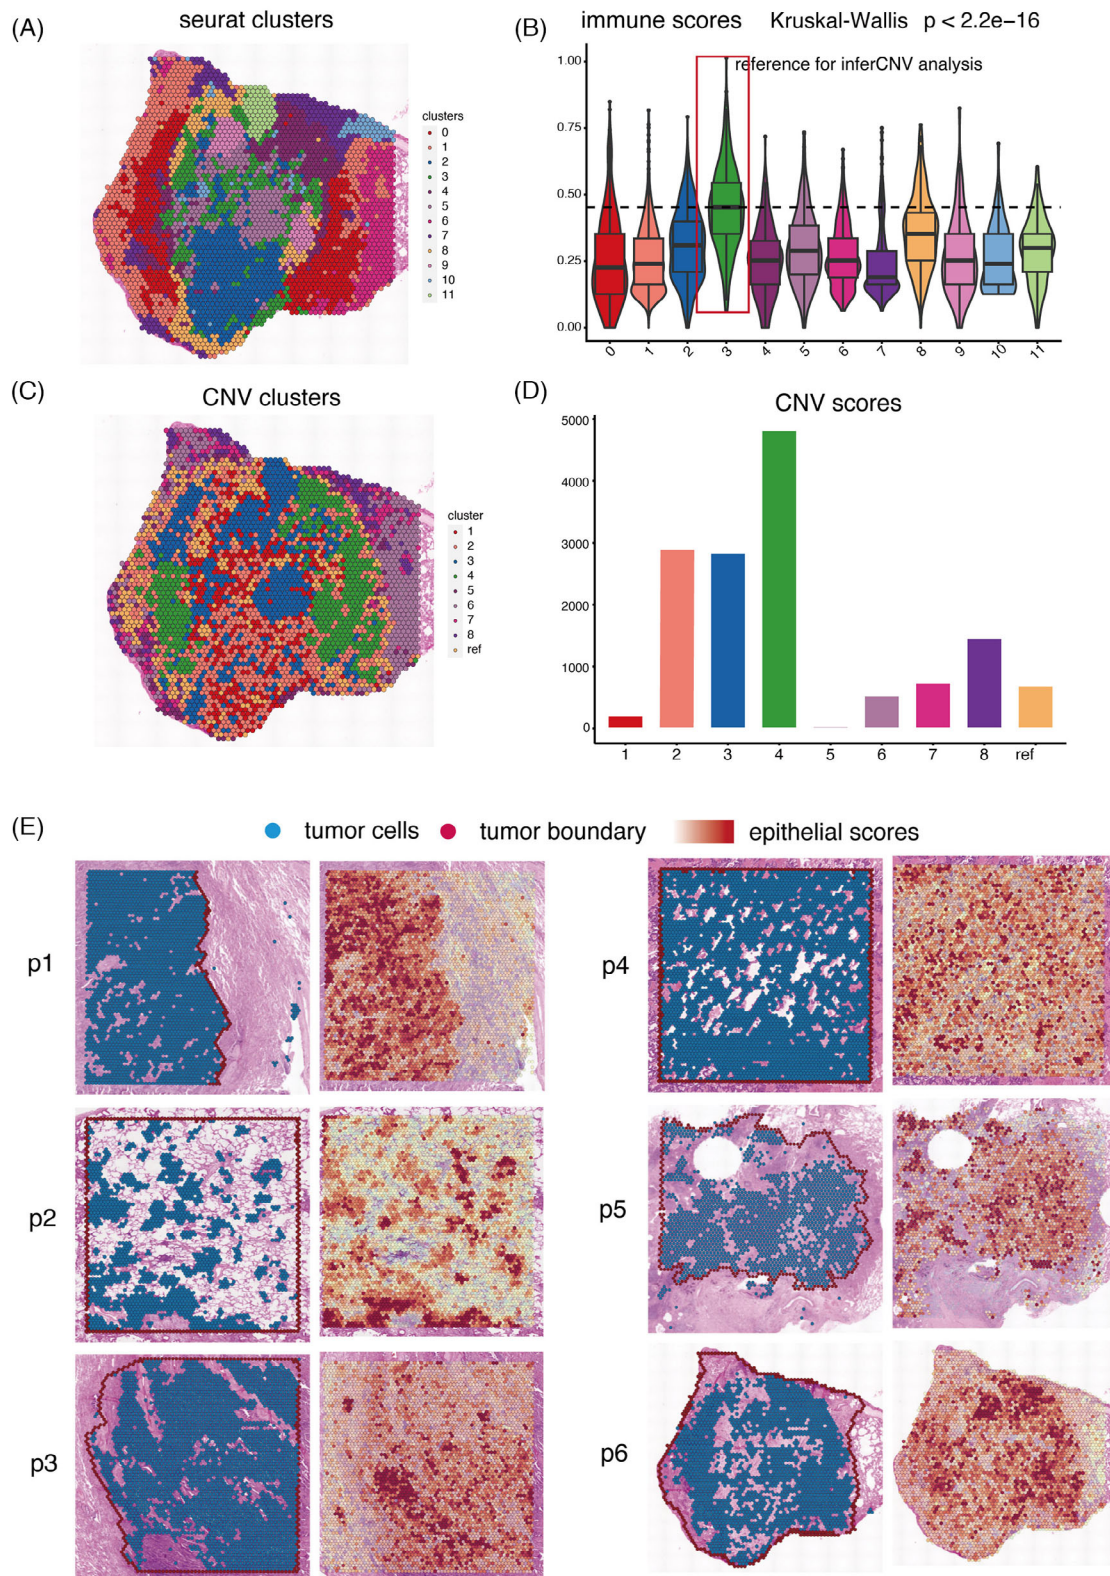 (A)
seurat clusters
clusters
0
1
2
3
4
5
6
7
8
9
10
11
(B)
immune scores Kruskal-Wallis p < 2.2e−16
reference for inferCNV analysis
1.00
0.75
0.50
0.25
0.00
0 1 2 3 4 5 6 7 8 9 10 11
(C)
CNV clusters
cluster
1
2
3
4
5
6
7
8
ref
(D)
CNV scores
5000
4000
3000
2000
1000
0
1 2 3 4 5 6 7 8 ref
(E)
tumor cells tumor boundary epithelial scores
p1
p4
p2
p5
p3
p6